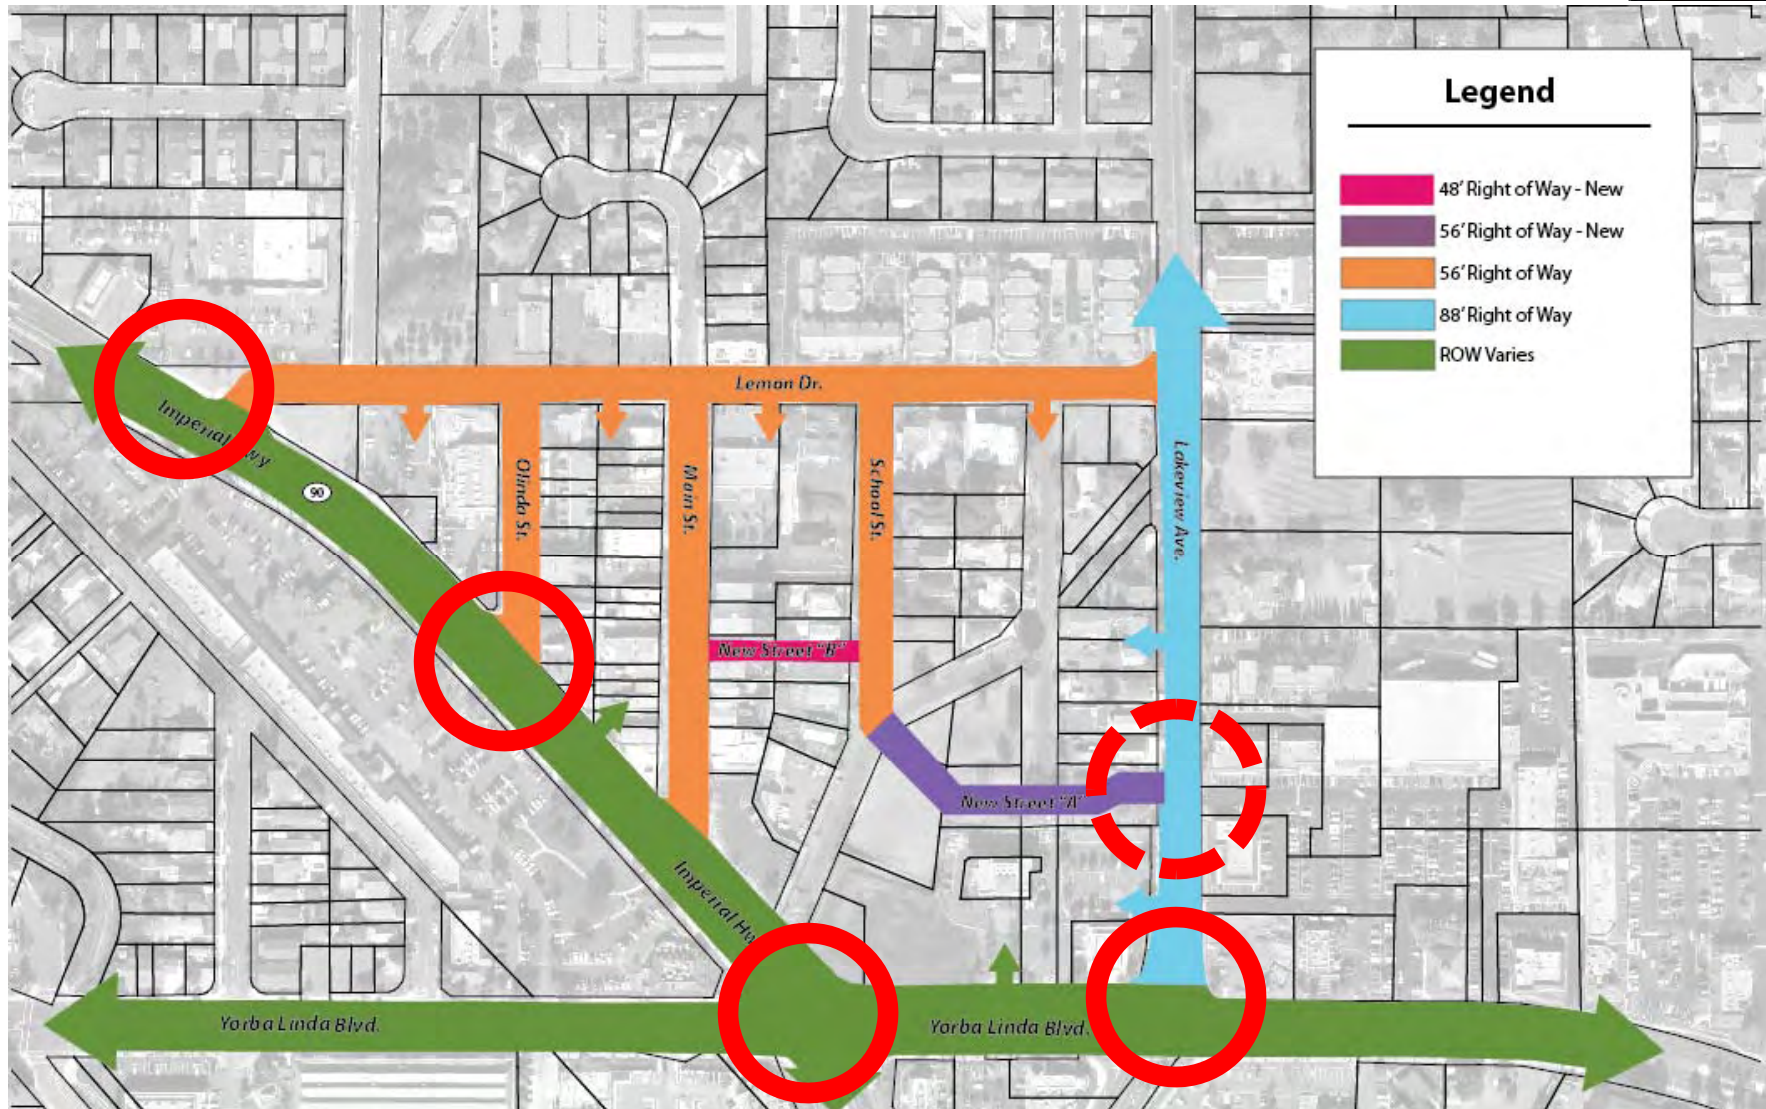 Legend
48' Right of Way - New
56' Right of Way - New
56' Right of Way
88' Right of Way
ROW Varies
Lemon Dr.
Imperial
wy
90
Olinda St.
Main St.
School St.
Lakeview Ave.
New Street "B"
New Street "A"
Imperial Hw
Yorba Linda Blvd.
Yorba Linda Blvd.